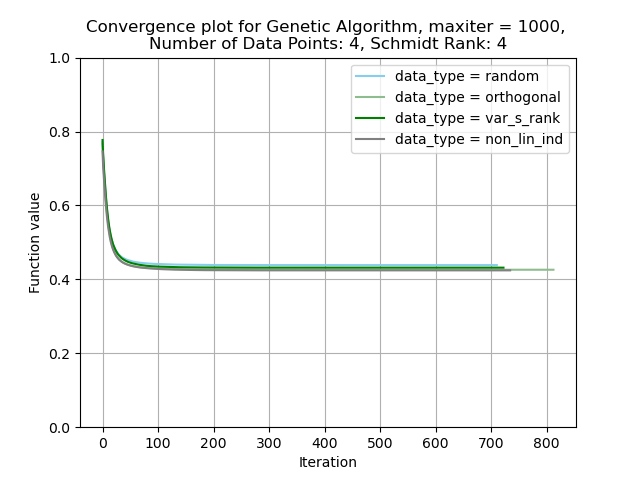 Convergence plot for Genetic Algorithm, maxiter = 1000,
Number of Data Points: 4, Schmidt Rank: 4
1.0
0.8
0.6
0.4
0.2
0.0
Function value
data_type = random
data_type = orthogonal
data_type = var_s_rank
data_type = non_lin_ind
0 100 200 300 400 500 600 700 800
Iteration